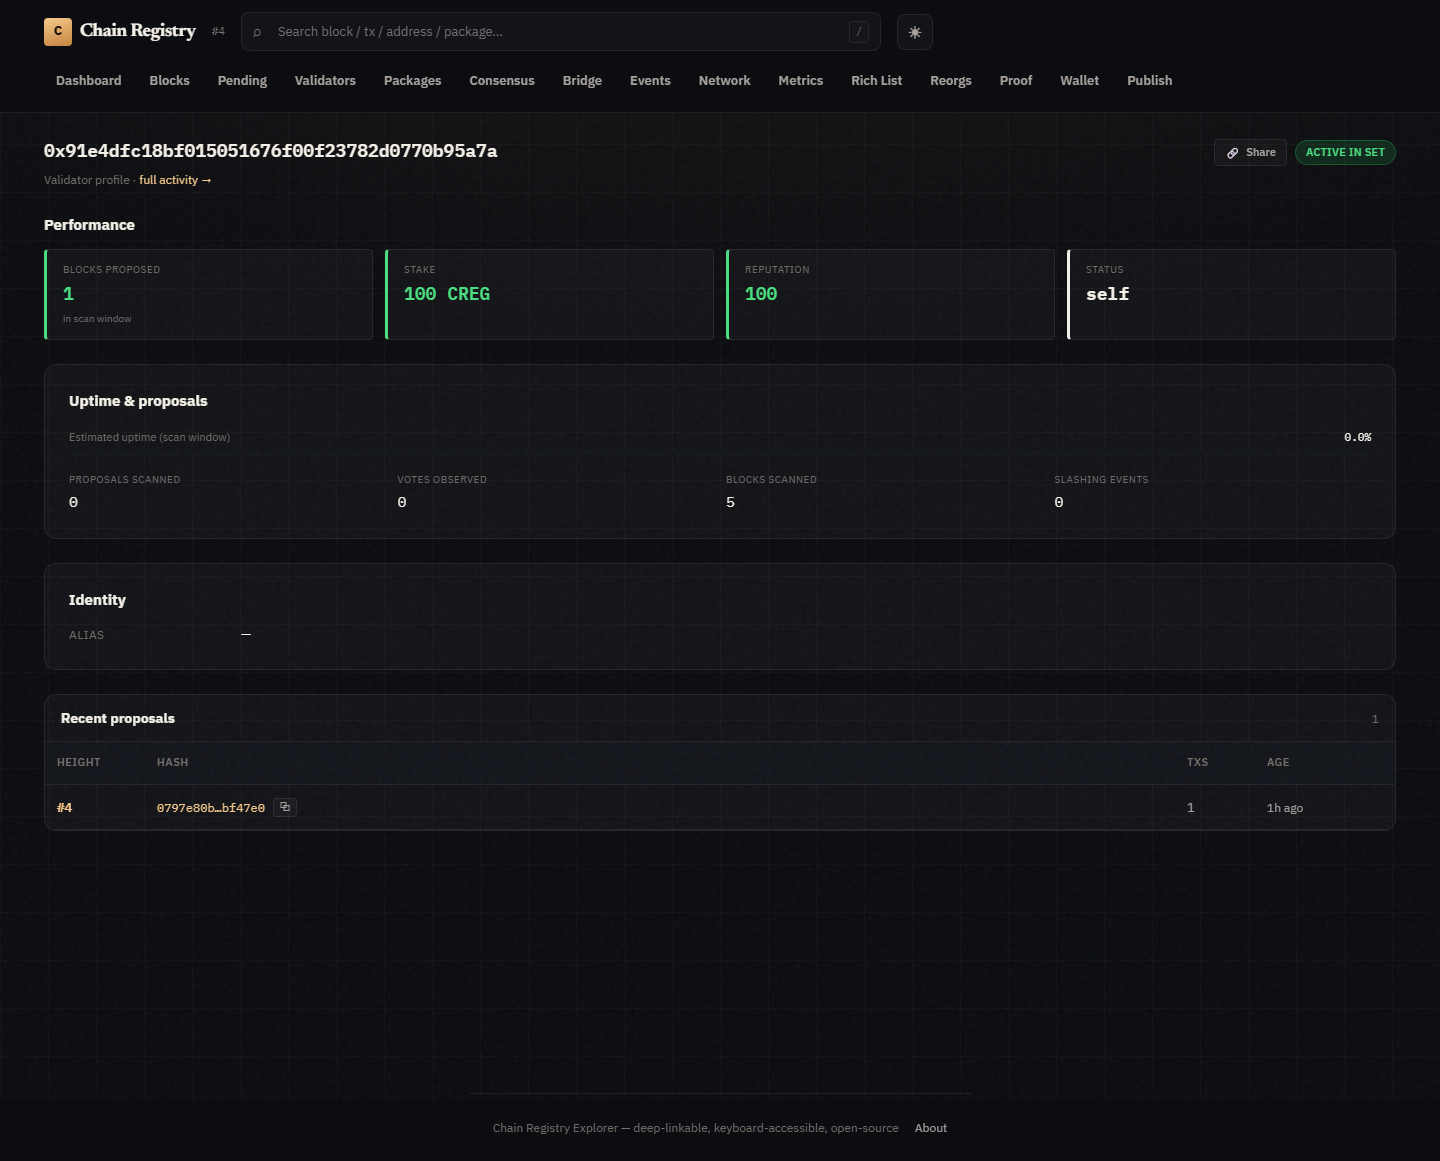 C Chain Registry #4 Search block / tx / address / package... /
Dashboard Blocks Pending Validators Packages Consensus Bridge Events Network Metrics Rich List Reorgs Proof Wallet Publish
0x91e4dfc18bf015051676f00f23782d0770b95a7a Share ACTIVE IN SET
Validator profile · full activity →
Performance
BLOCKS PROPOSED STAKE REPUTATION STATUS
1 100 CREG 100 self
in scan window
Uptime & proposals
Estimated uptime (scan window) 0.0%
PROPOSALS SCANNED VOTES OBSERVED BLOCKS SCANNED SLASHING EVENTS
0 0 5 0
Identity
ALIAS —
Recent proposals 1
HEIGHT HASH TXS AGE
#4 0797e80b…bf47e0 1 1h ago
Chain Registry Explorer — deep-linkable, keyboard-accessible, open-source About